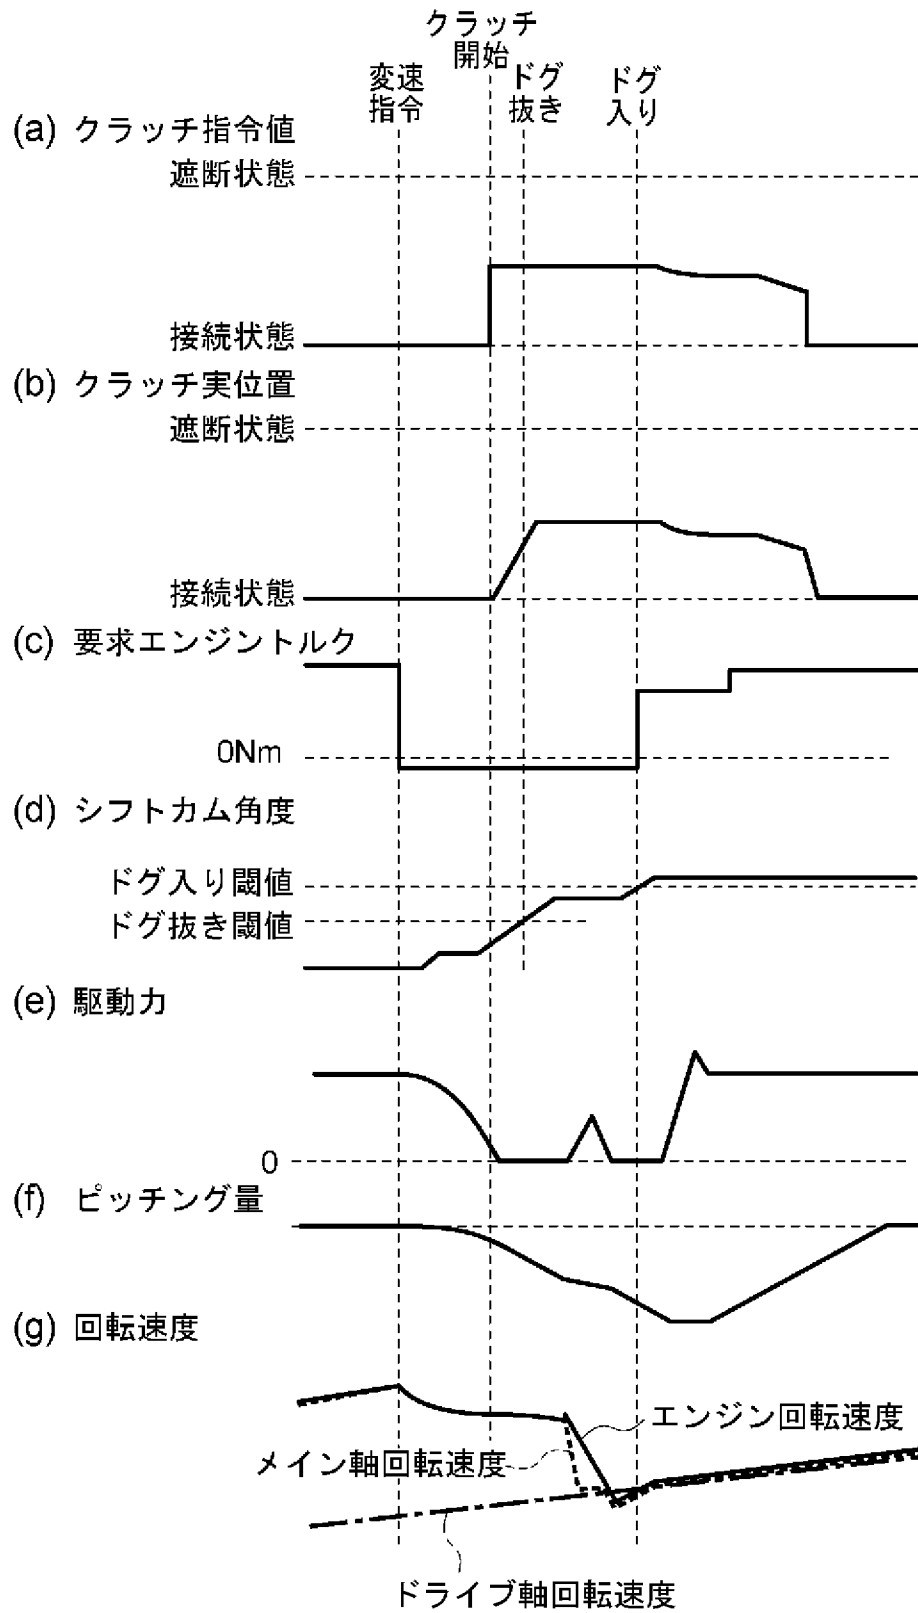 クラッチ
開始
変速
指令
ドグ
抜き
ドグ
入り
(a) クラッチ指令値
遮断状態
接続状態
(b) クラッチ実位置
遮断状態
接続状態
(c) 要求エンジントルク
0Nm
(d) シフトカム角度
ドグ入り閾値
ドグ抜き閾値
(e) 駆動力
0
(f) ピッチング量
(g) 回転速度
エンジン回転速度
メイン軸回転速度
ドライブ軸回転速度